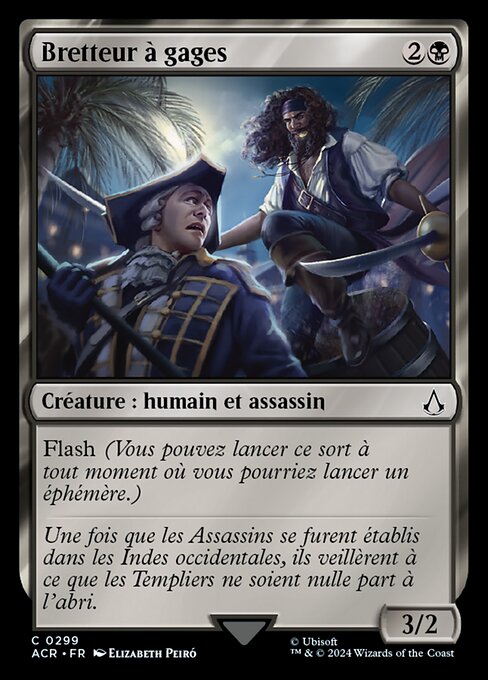 Bretteur à gages 2
Créature : humain et assassin
Flash (Vous pouvez lancer ce sort à
tout moment où vous pourriez lancer un
éphémère.)
Une fois que les Assassins se furent établis
dans les Indes occidentales, ils veillèrent à
ce que les Templiers ne soient nulle part à
l'abri.
3/2
C 0299
ACR • FR Elizabeth Peiró
© Ubisoft
™ & © 2024 Wizards of the Coast